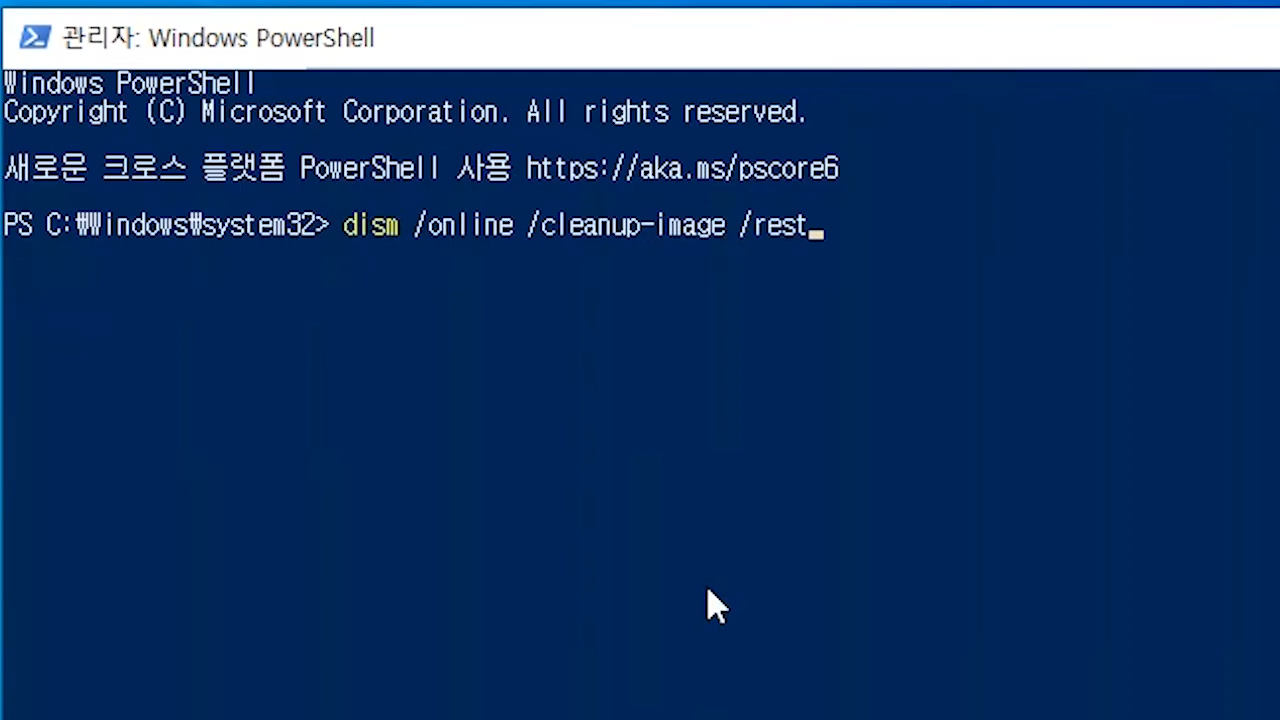 관리자: Windows PowerShell
Windows PowerShell
Copyright (C) Microsoft Corporation. All rights reserved.
새로운 크로스 플랫폼 PowerShell 사용 https://aka.ms/pscore6
PS C:₩Windows₩system32> dism /online /cleanup-image /rest